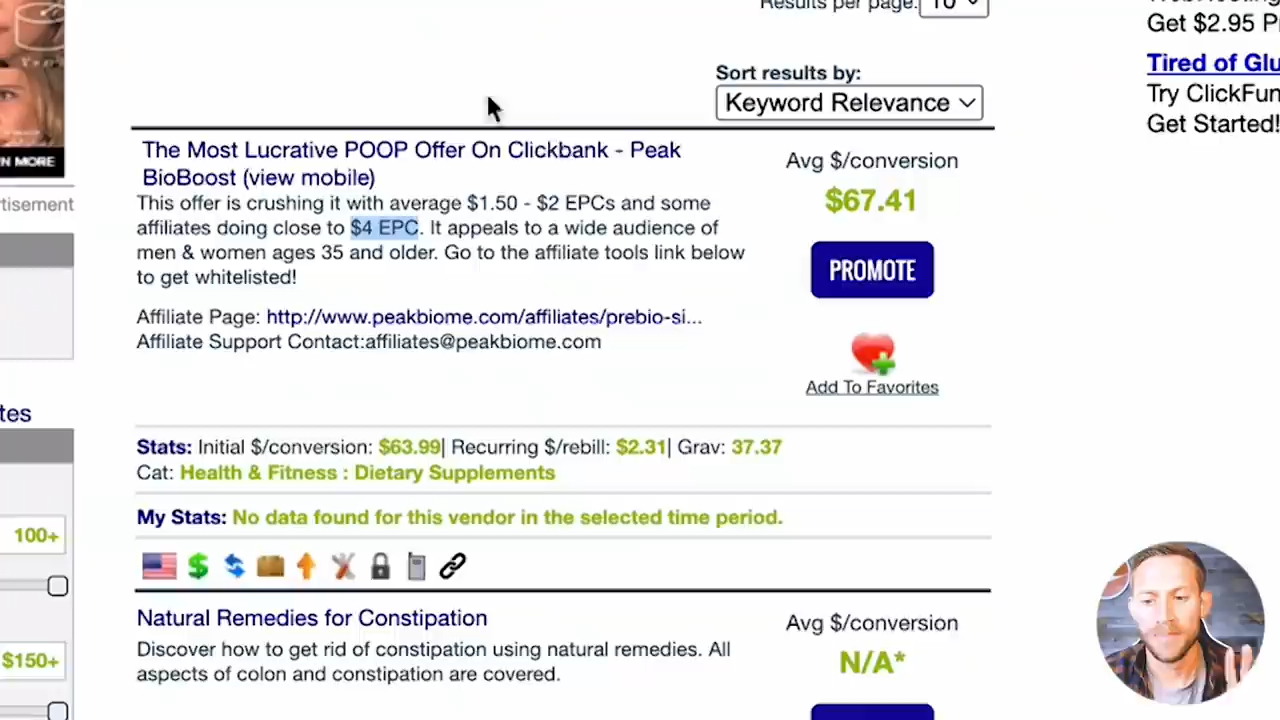 Results per page: 10
Get $2.95
Sort results by:
Keyword Relevance
Tired of
Try
Get Started!
The Most Lucrative POOP Offer On Clickbank - Peak
BioBoost (view mobile)
This offer is crushing it with average $1.50 - $2 EPCs and some
affiliates doing close to $4 EPC. It appeals to a wide audience of
men & women ages 35 and older. Go to the affiliate tools link below
to get whitelisted!
Avg $/conversion
$67.41
PROMOTE
Affiliate Page: http://www.peakbiome.com/affiliates/prebio-si...
Affiliate Support Contact:affiliates@peakbiome.com
Add To Favorites
MORE
Stats: Initial $/conversion: $63.99| Recurring $/rebill: $2.31| Grav: 37.37
Cat: Health & Fitness : Dietary Supplements
My Stats: No data found for this vendor in the selected time period.
100+
$150+
Natural Remedies for Constipation
Discover how to get rid of constipation using natural remedies. All
aspects of colon and constipation are covered.
Avg $/conversion
N/A*